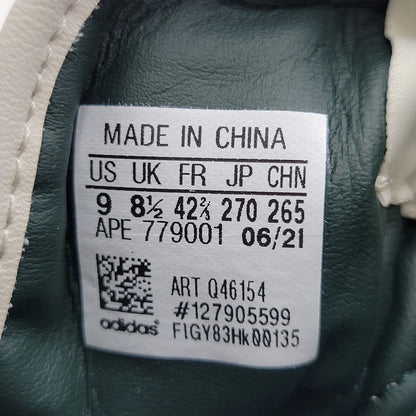 MADE IN CHINA
US UK FR JP CHN
9 8½ 42⅔ 270 265
APE 779001 06/21
ART Q46154
#127905599
adidas F1GY83Hk00135